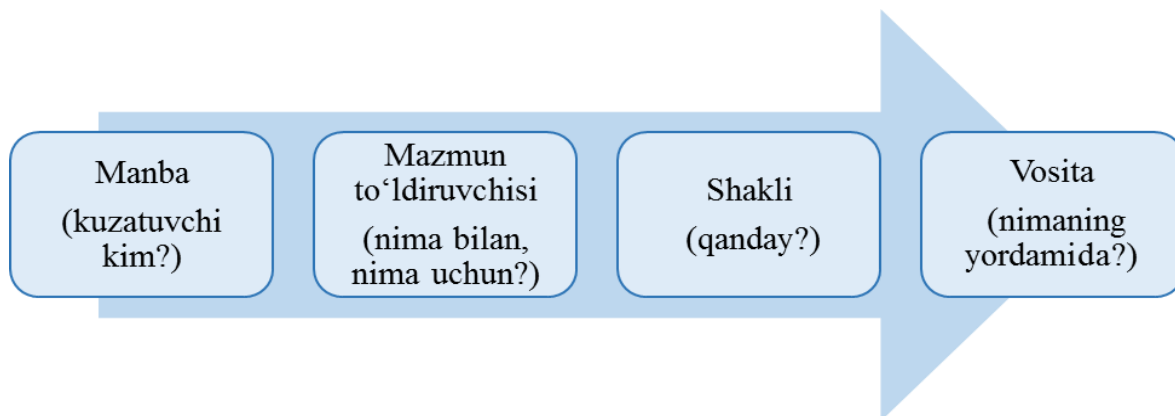 Manba
(kuzatuvchi
kim?)
Mazmun
to‘ldiruvchisi
(nima bilan,
nima uchun?)
Shakli
(qanday?)
Vosita
(nimaning
yordamida?)